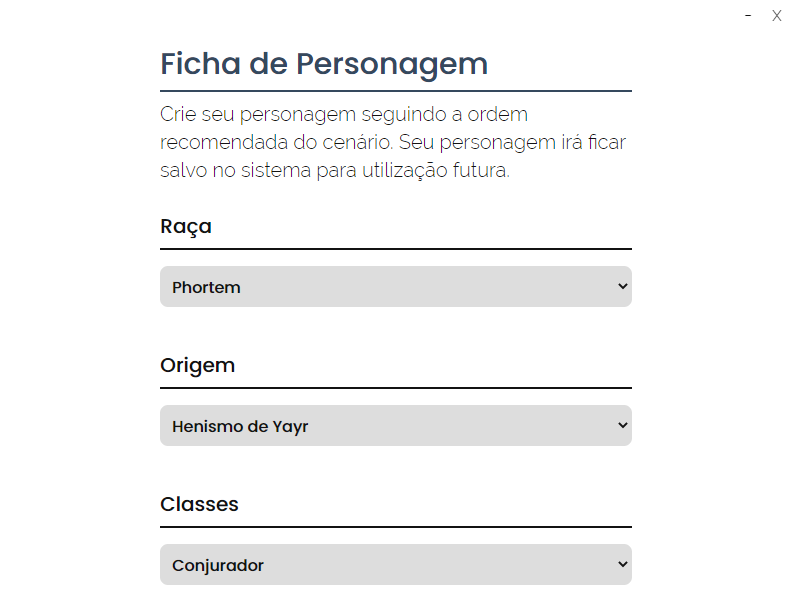 - X
Ficha de Personagem
Crie seu personagem seguindo a ordem
recomendada do cenário. Seu personagem irá ficar
salvo no sistema para utilização futura.
Raça
Phortem
Origem
Henismo de Yayr
Classes
Conjurador